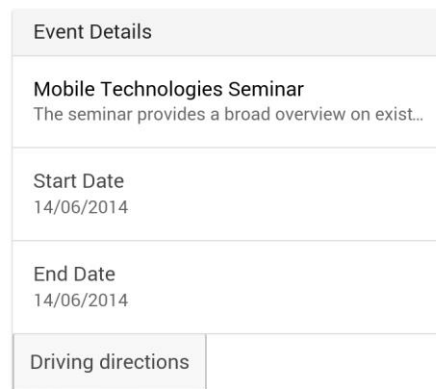 Event Details
Mobile Technologies Seminar
The seminar provides a broad overview on exist...
Start Date
14/06/2014
End Date
14/06/2014
Driving directions